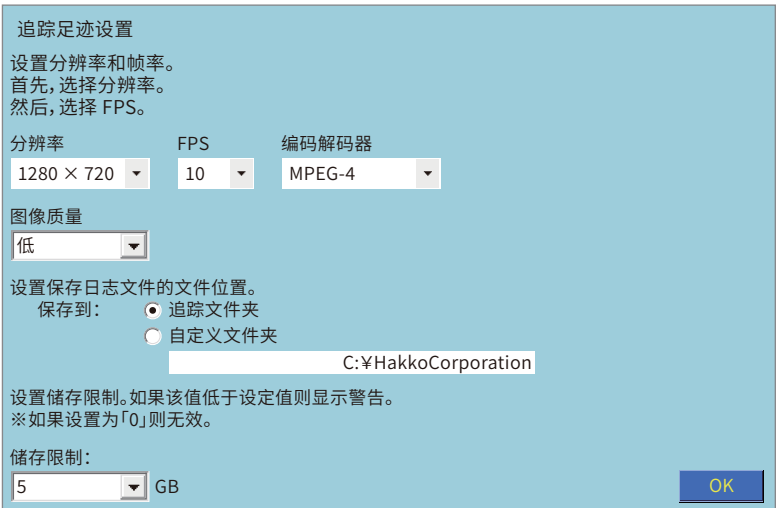 追踪足迹设置
设置分辨率和帧率。
首先，选择分辨率。
然后，选择 FPS。
分辨率 FPS 编码解码器
1280 × 720 10 MPEG-4
图像质量
低
设置保存日志文件的文件位置。
保存到： 追踪文件夹
自定义文件夹
C:¥HakkoCorporation
设置储存限制。如果该值低于设定值则显示警告。
※如果设置为「0」则无效。
储存限制：
5 GB OK